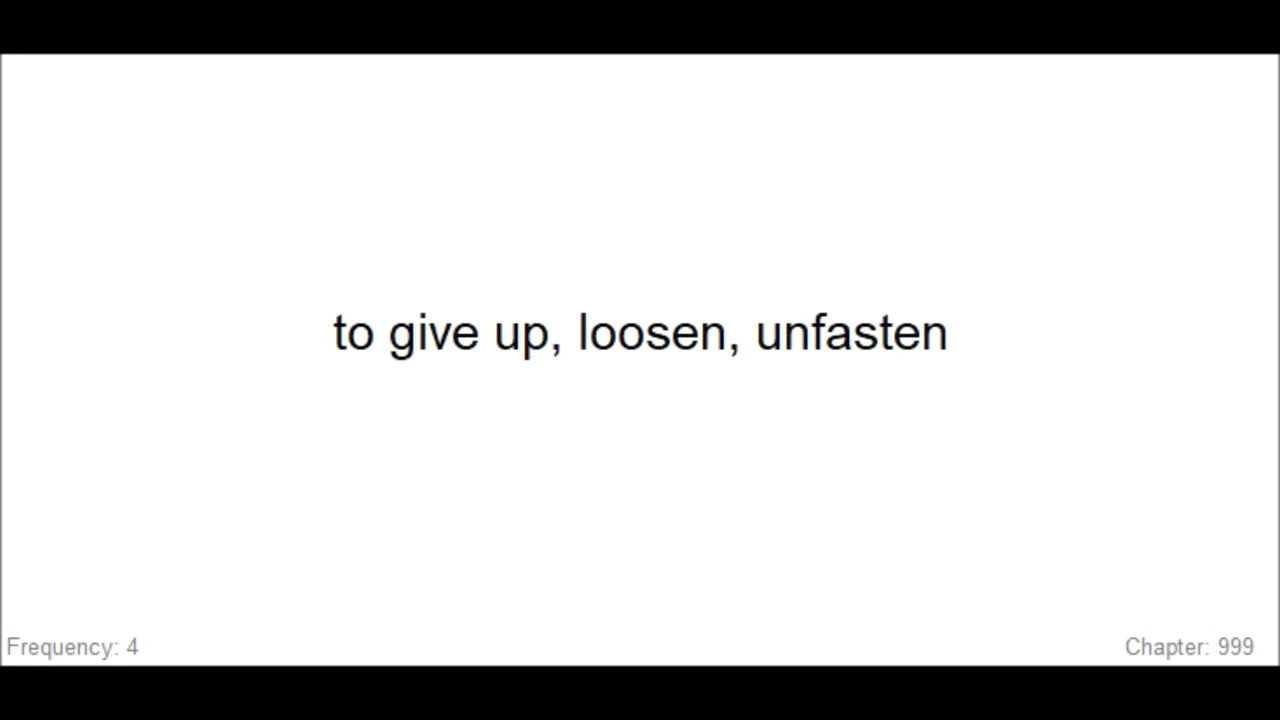 to give up, loosen, unfasten
Frequency: 4
Chapter: 999